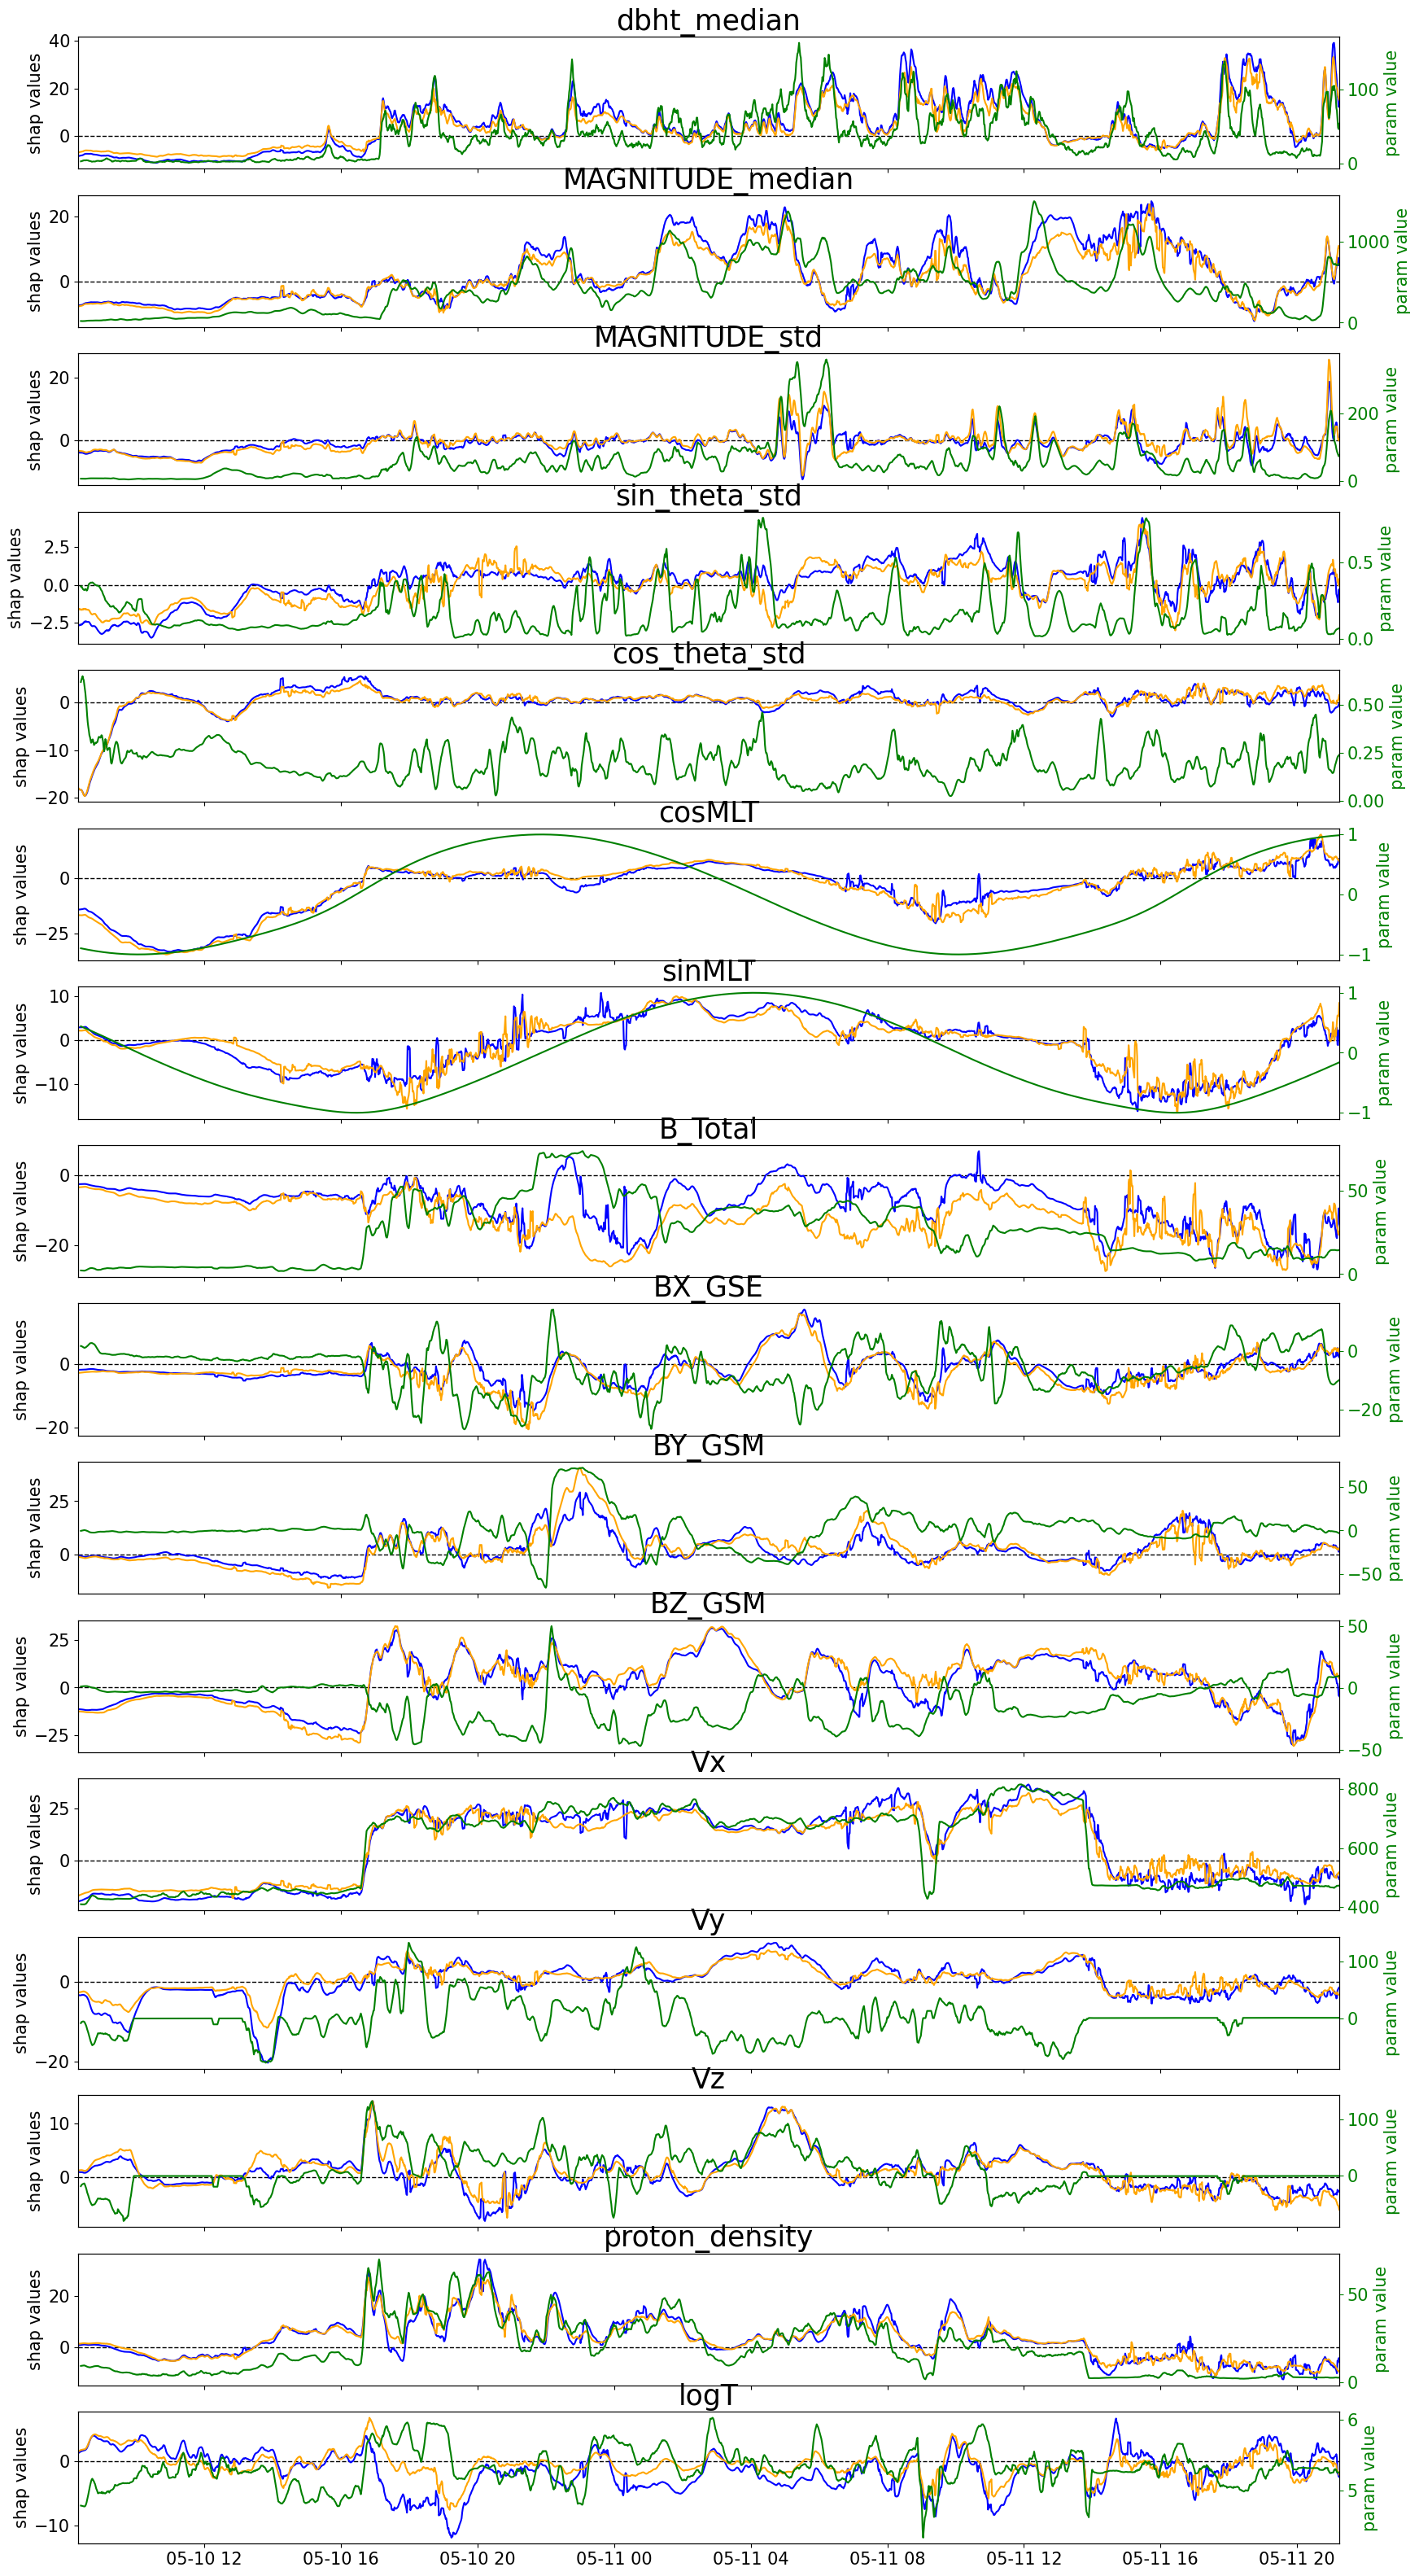 dbht_median
40
20
0
shap values
100
0
param value
MAGNITUDE_median
20
0
shap values
1000
0
param value
MAGNITUDE_std
20
0
shap values
200
0
param value
sin_theta_std
2.5
0.0
−2.5
shap values
0.5
0.0
param value
cos_theta_std
0
−10
−20
shap values
0.50
0.25
0.00
param value
cosMLT
0
−25
shap values
1
0
−1
param value
sinMLT
10
0
−10
shap values
1
0
−1
param value
B_Total
0
−20
shap values
50
0
param value
BX_GSE
0
−20
shap values
0
−20
param value
BY_GSM
25
0
shap values
50
0
−50
param value
BZ_GSM
25
0
−25
shap values
50
0
−50
param value
Vx
25
0
shap values
800
600
400
param value
Vy
0
−20
shap values
100
0
param value
Vz
10
0
shap values
100
0
param value
proton_density
20
0
shap values
50
0
param value
logT
0
−10
shap values
6
5
param value
05-10 12 05-10 16 05-10 20 05-11 00 05-11 04 05-11 08 05-11 12 05-11 16 05-11 20